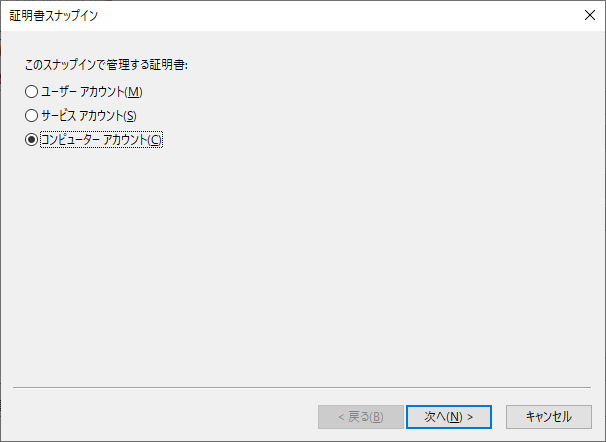 証明書スナップイン
このスナップインで管理する証明書:
ユーザー アカウント(M)
サービス アカウント(S)
コンピューター アカウント(C)
< 戻る(B) 次へ(N) > キャンセル